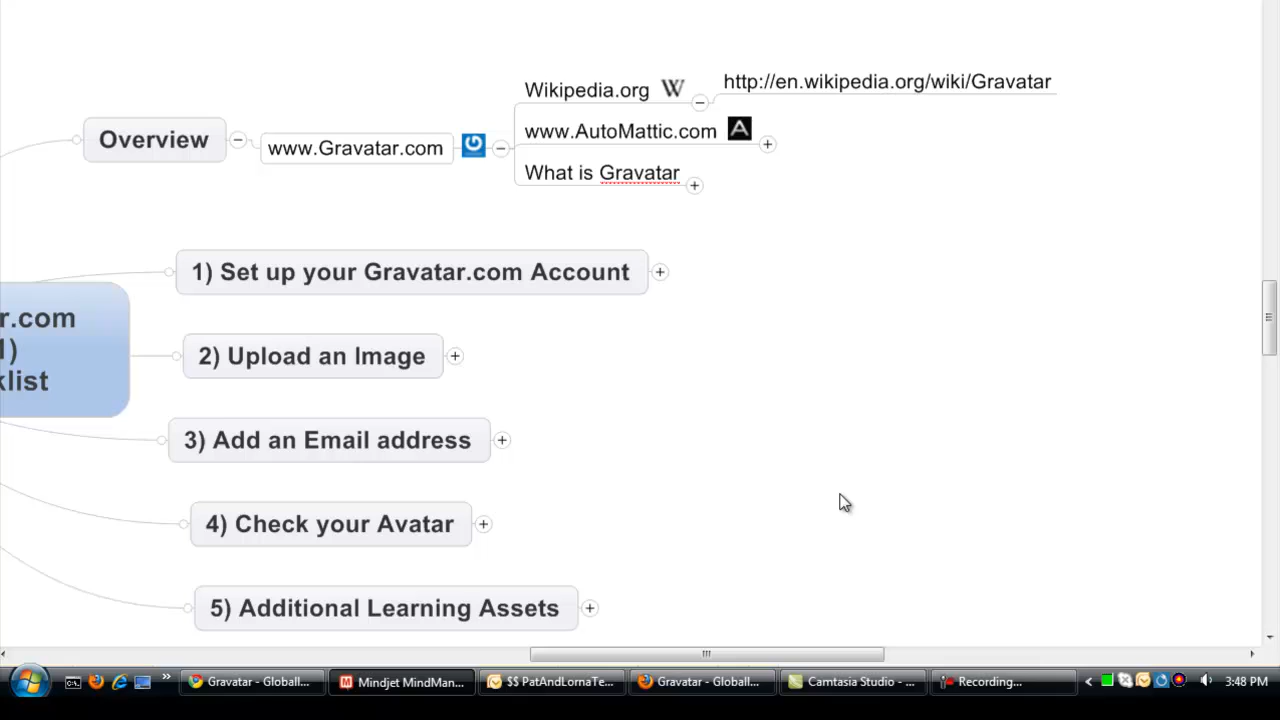 Wikipedia.org W
http://en.wikipedia.org/wiki/Gravatar
Overview
www.Gravatar.com
www.AutoMattic.com A
What is Gravatar
1) Set up your Gravatar.com Account
r.com
1)
klist
2) Upload an Image
3) Add an Email address
4) Check your Avatar
5) Additional Learning Assets
Gravatar - Globall...
Mindjet MindMan...
$$ PatAndLornaTe...
Gravatar - Globall...
Camtasia Studio - ...
Recording...
3:48 PM